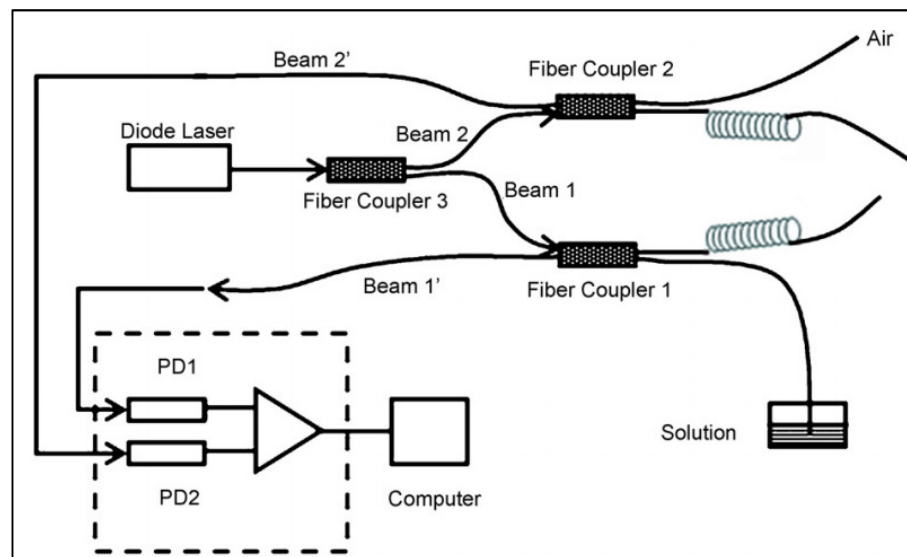 Air
Beam 2’
Fiber Coupler 2
Diode Laser
Beam 2
Beam 1
Fiber Coupler 3
Beam 1’
Fiber Coupler 1
PD1
Solution
PD2
Computer